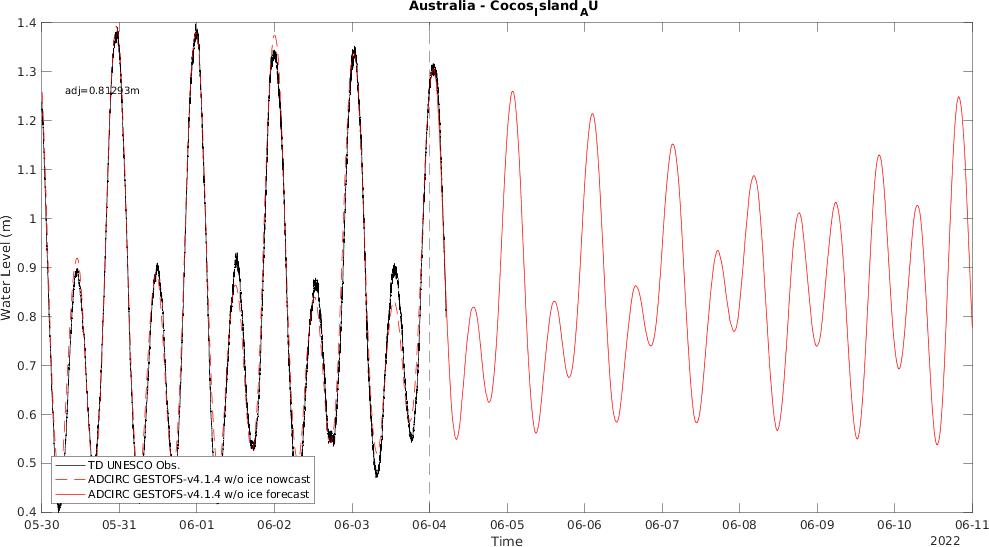 Australia - Cocos_Island_AU
1.4
1.3
1.2
1.1
1
0.9
0.8
0.7
0.6
0.5
0.4
Water Level (m)
adj=0.81293m
TD UNESCO Obs.
ADCIRC GESTOFS-v4.1.4 w/o ice nowcast
ADCIRC GESTOFS-v4.1.4 w/o ice forecast
05-30 05-31 06-01 06-02 06-03 06-04 06-05 06-06 06-07 06-08 06-09 06-10 06-11
Time
2022